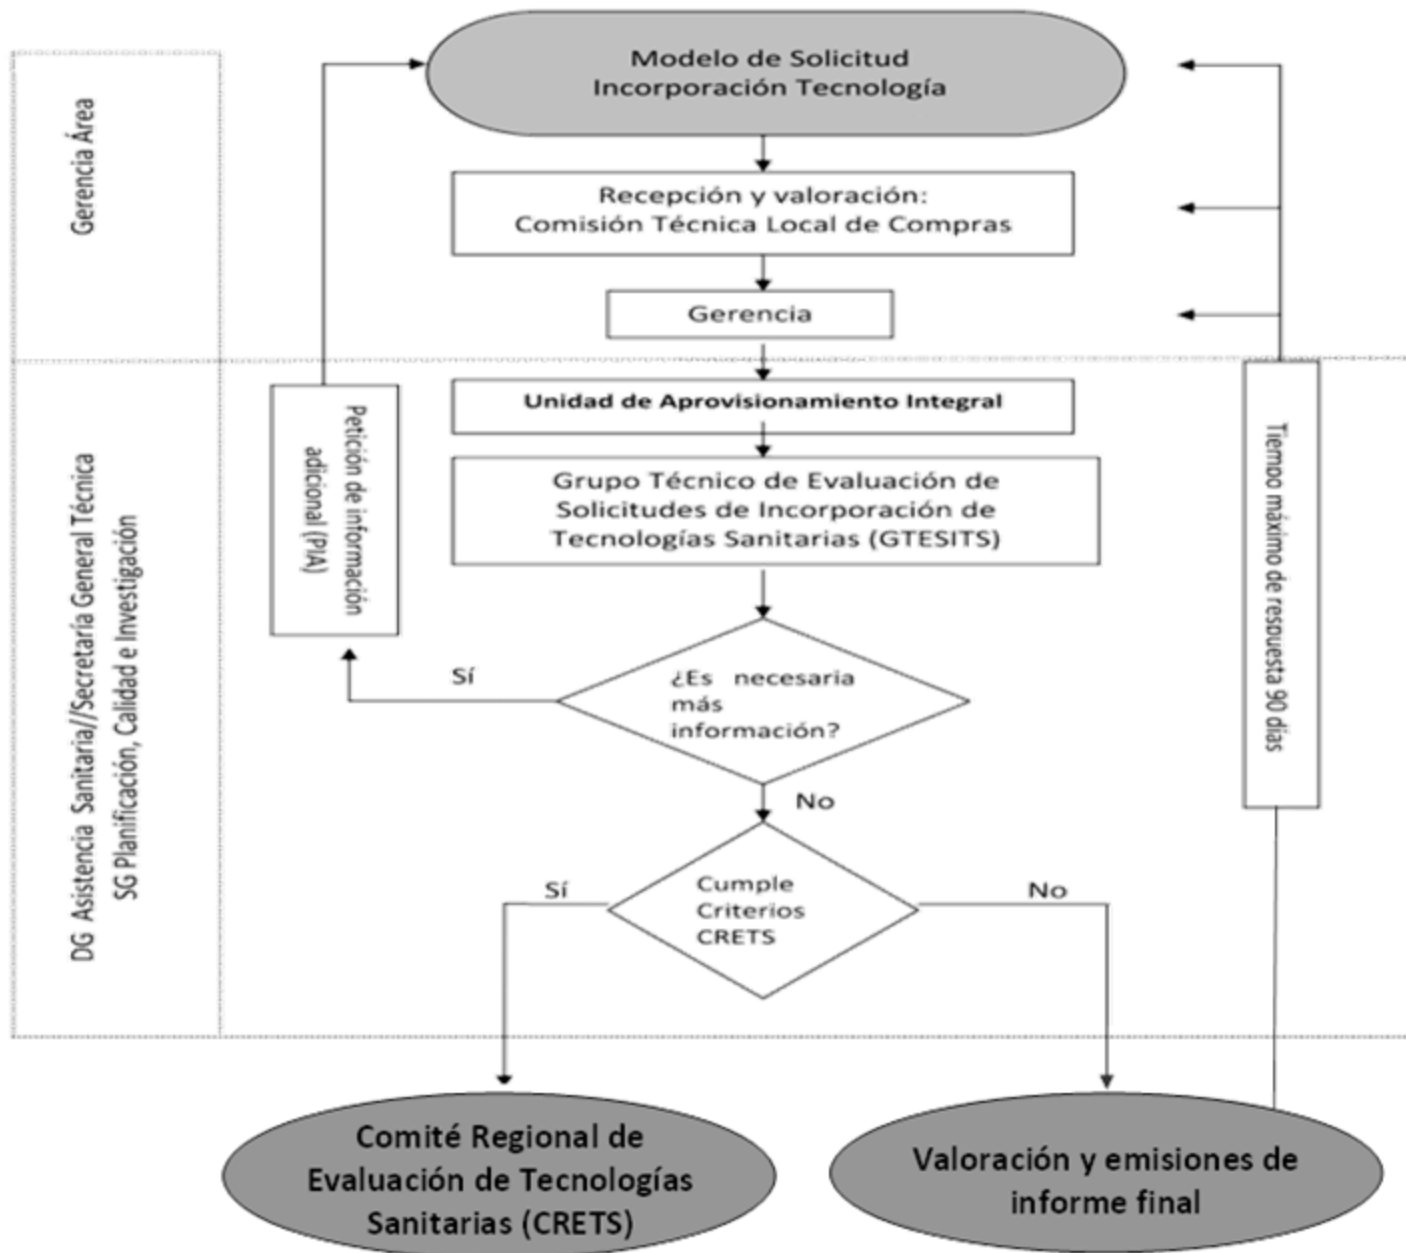 Modelo de Solicitud
Incorporación Tecnología
Gerencia Área
Recepción y valoración:
Comisión Técnica Local de Compras
Gerencia
Unidad de Aprovisionamiento Integral
Petición de información
adicional (PIA)
Grupo Técnico de Evaluación de
Solicitudes de Incorporación de
Tecnologías Sanitarias (GTESITS)
Tiempo máximo de respuesta 90 días
DG Asistencia Sanitaria//Secretaría General Técnica
SG Planificación, Calidad e Investigación
Sí
¿Es necesaria
más
información?
No
Sí
Cumple
Criterios
CRETS
No
Comité Regional de
Evaluación de Tecnologías
Sanitarias (CRETS)
Valoración y emisiones de
informe final